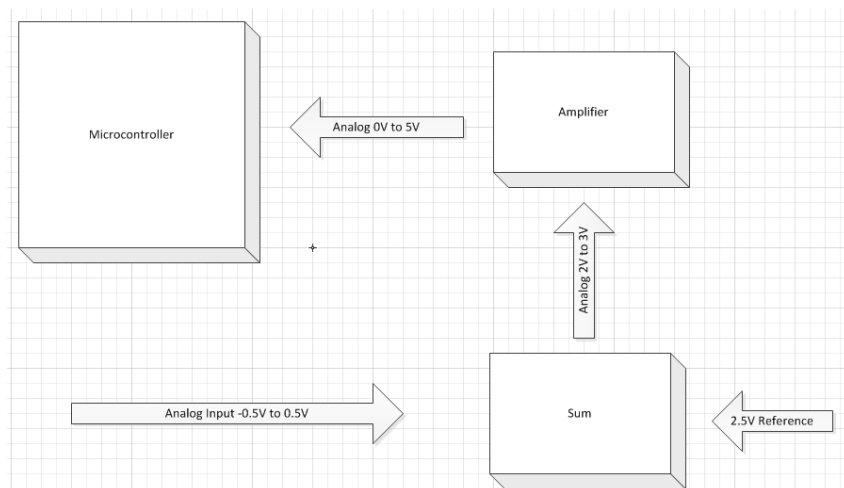 Microcontroller
Analog 0V to 5V
Amplifier
Analog 2V to 3V
Analog Input -0.5V to 0.5V
Sum
2.5V Reference